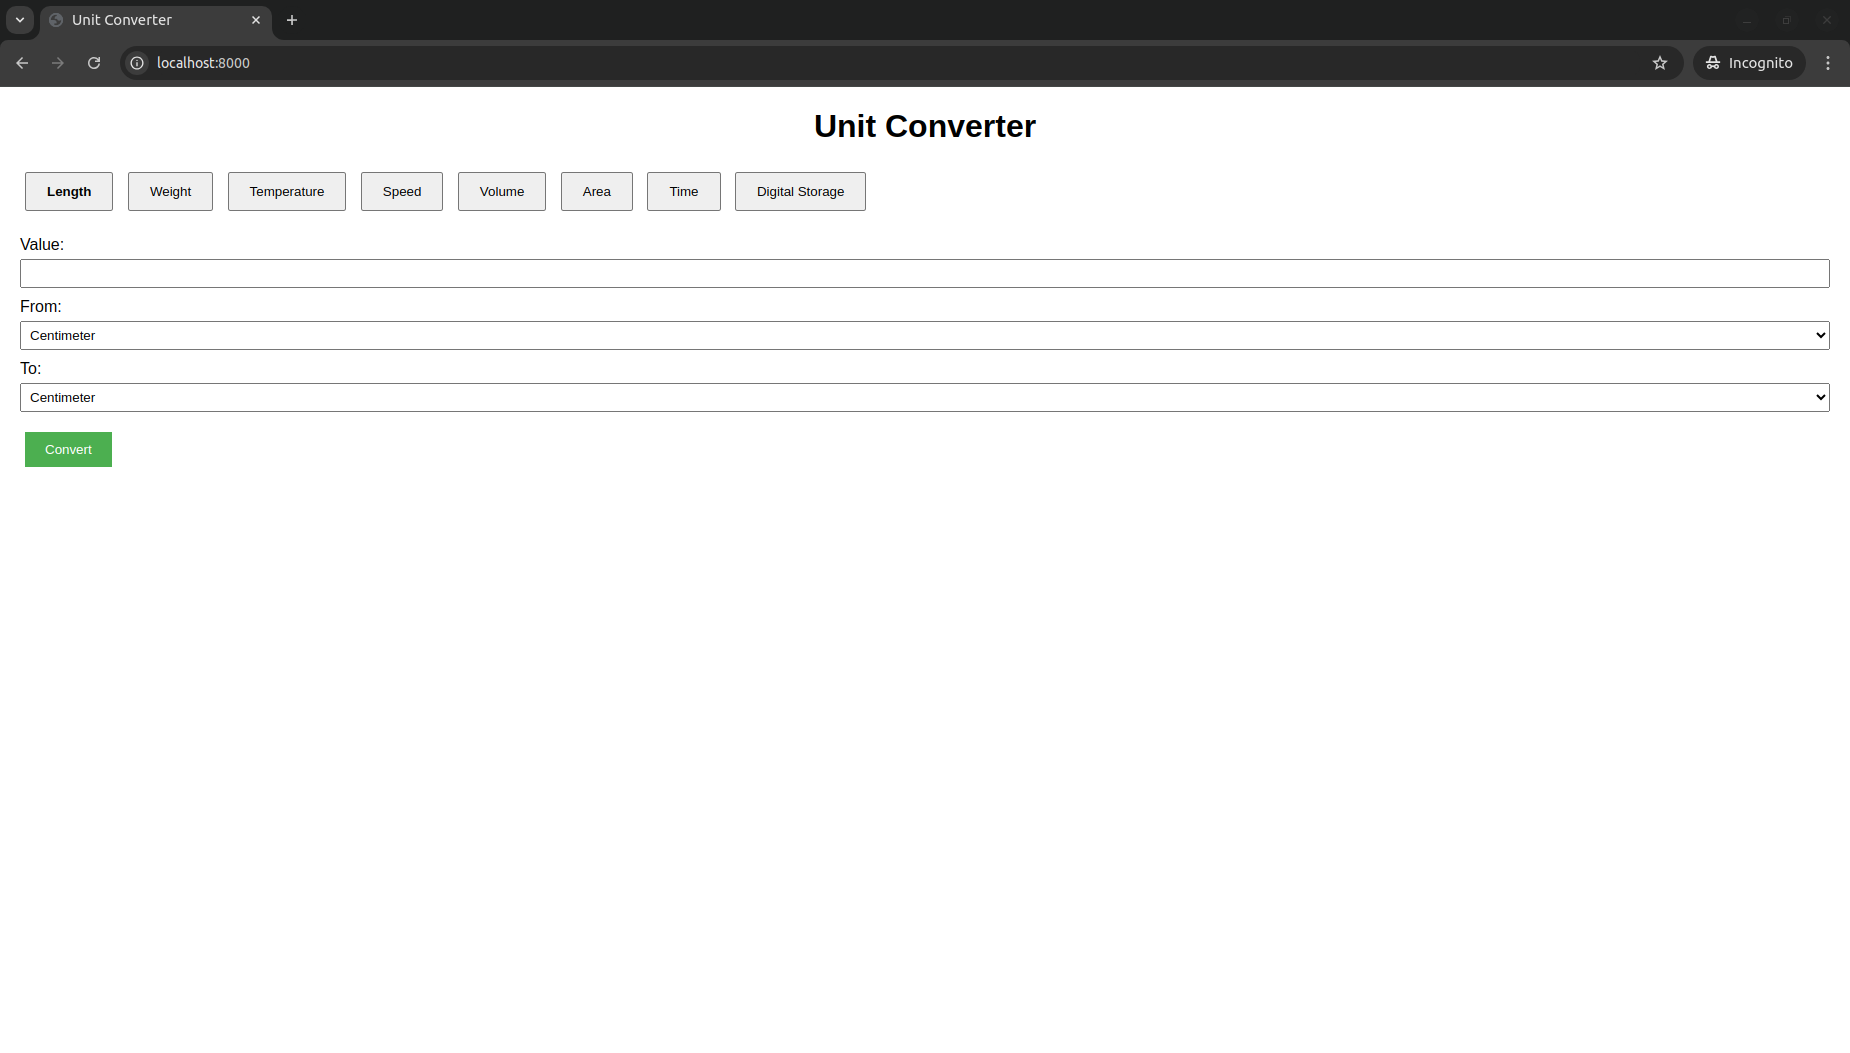 Unit Converter
localhost:8000
Incognito
Unit Converter
Length Weight Temperature Speed Volume Area Time Digital Storage
Value:
From:
Centimeter
To:
Centimeter
Convert